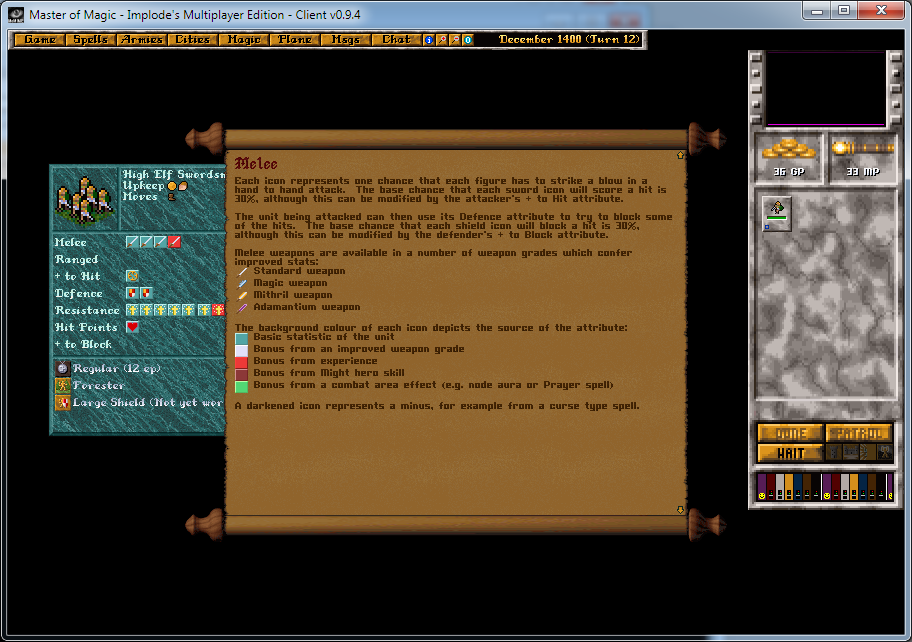 Master of Magic - Implode's Multiplayer Edition - Client v0.9.4
Game Spells Armies Cities Magic Plane Msgs Chat December 1400 (Turn 12)
36 GP 33 MP
High Elf Swordsm
Upkeep
Moves
Melee
Ranged
+ to Hit
Defence
Resistance
Hit Points
+ to Block
Regular (12 ep)
Forester
Large Shield (Not yet wor
Melee
Each icon represents one chance that each figure has to strike a blow in a
hand to hand attack. The base chance that each sword icon will score a hit is
30%, although this can be modified by the attacker's + to Hit attribute.
The unit being attacked can then use its Defence attribute to try to block some
of the hits. The base chance that each shield icon will block a hit is 30%,
although this can be modified by the defender's + to Block attribute.
Melee weapons are available in a number of weapon grades which confer
improved stats:
Standard weapon
Magic weapon
Mithril weapon
Adamantium weapon
The background colour of each icon depicts the source of the attribute:
Basic statistic of the unit
Bonus from an improved weapon grade
Bonus from experience
Bonus from Might hero skill
Bonus from a combat area effect (e.g. node aura or Prayer spell)
A darkened icon represents a minus, for example from a curse type spell.
DONE PATROL
WAIT